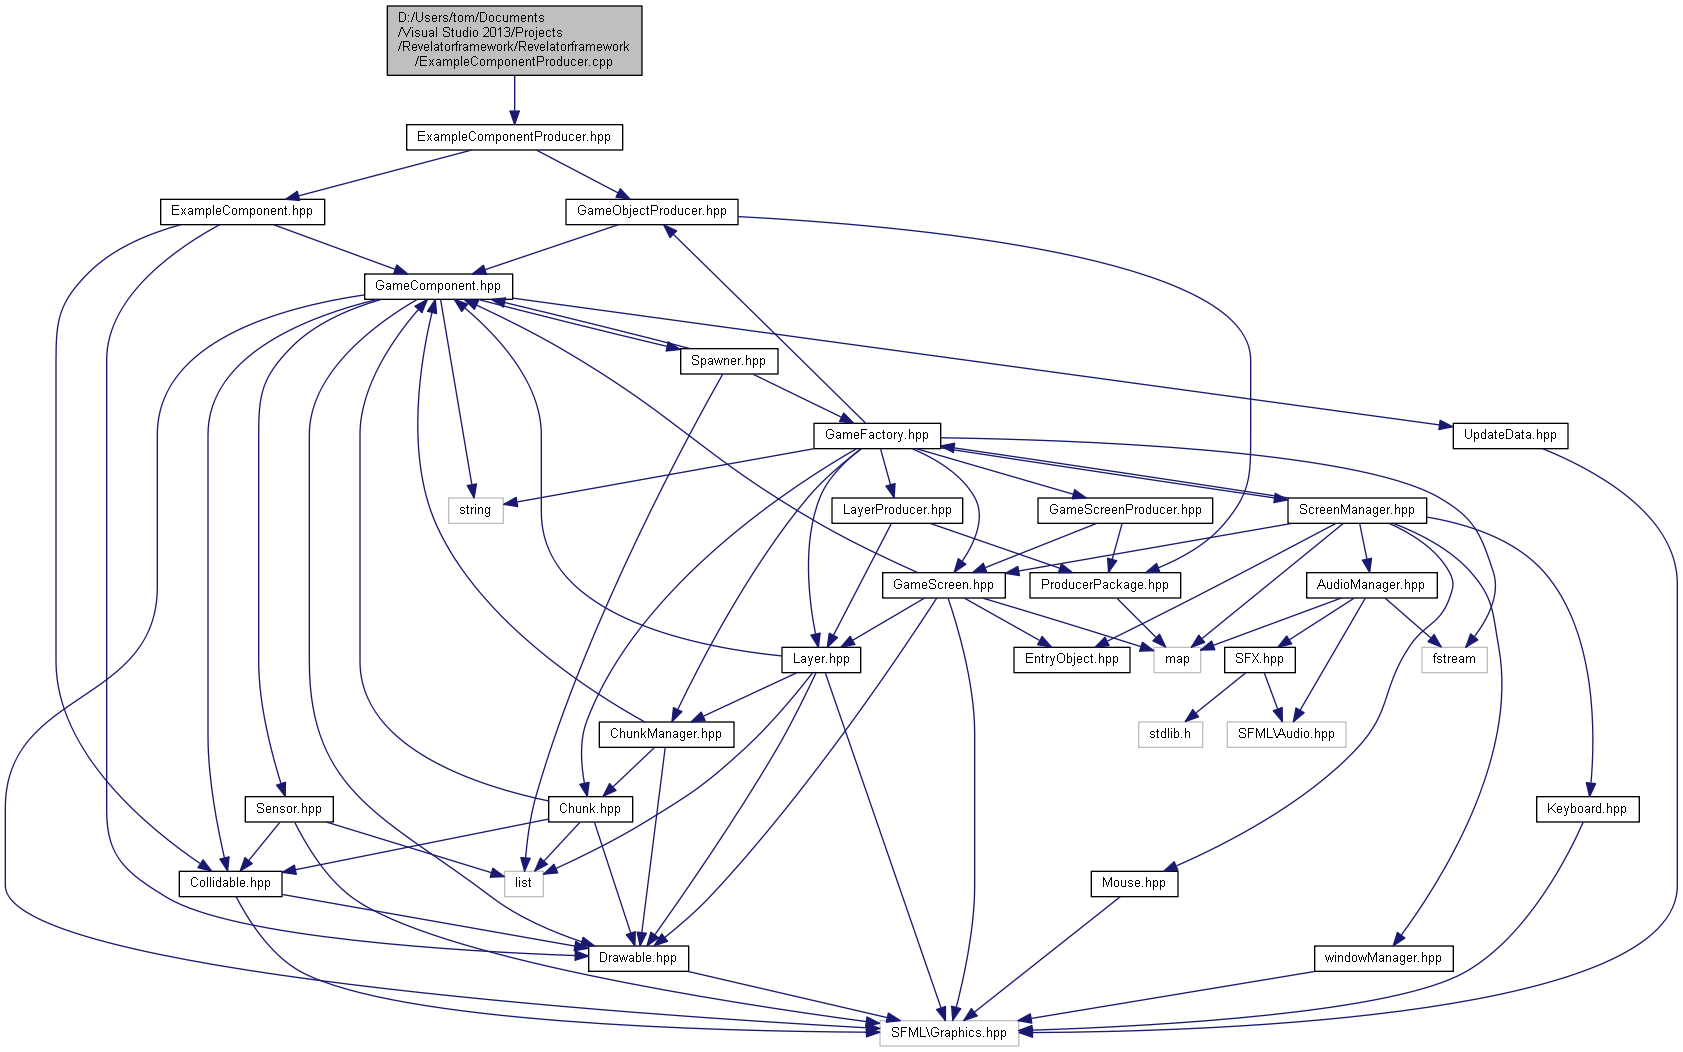 D:/Users/tom/Documents
/Visual Studio 2013/Projects
/Revelatorframework/Revelatorframework
/ExampleComponentProducer.cpp
ExampleComponentProducer.hpp
ExampleComponent.hpp
GameObjectProducer.hpp
GameComponent.hpp
Spawner.hpp
GameFactory.hpp
UpdateData.hpp
string
LayerProducer.hpp
GameScreenProducer.hpp
ScreenManager.hpp
GameScreen.hpp
ProducerPackage.hpp
AudioManager.hpp
Layer.hpp
EntryObject.hpp
map
SFX.hpp
fstream
ChunkManager.hpp
stdlib.h
SFML\Audio.hpp
Sensor.hpp
Chunk.hpp
Keyboard.hpp
Collidable.hpp
list
Mouse.hpp
Drawable.hpp
windowManager.hpp
SFML\Graphics.hpp